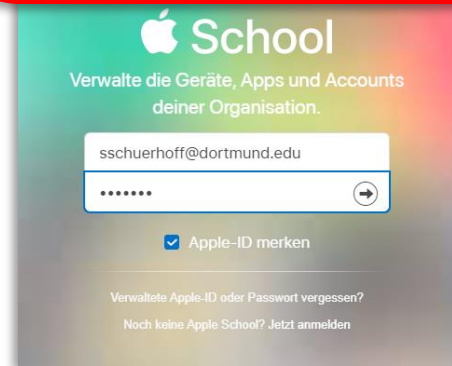 School
Verwalte die Geräte, Apps und Accounts
deiner Organisation.
sschuerhoff@dortmund.edu
•••••••
Apple-ID merken
Verwaltete Apple-ID oder Passwort vergessen?
Noch keine Apple School? Jetzt anmelden